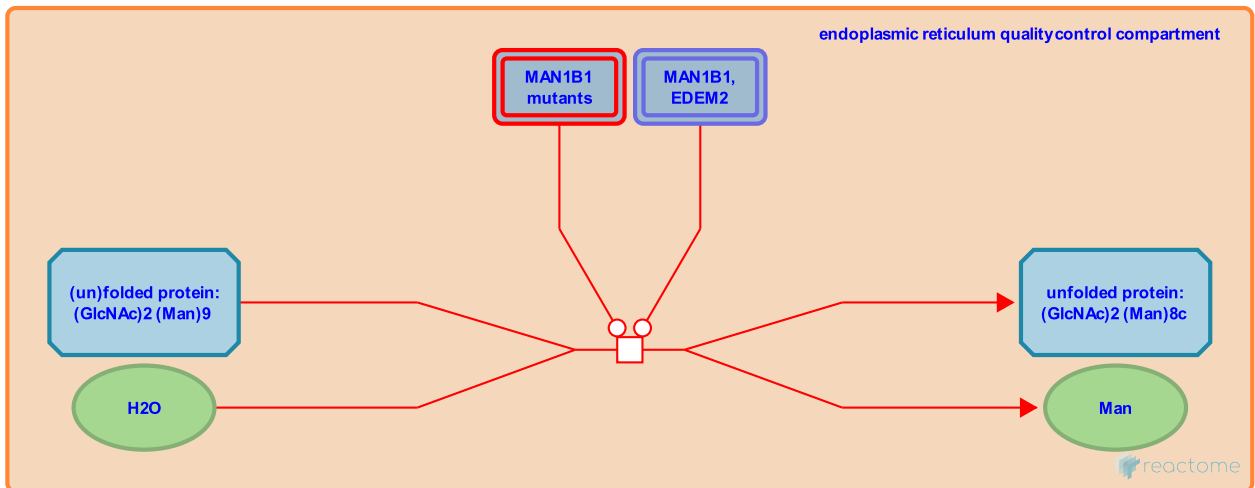 endoplasmic reticulum quality control compartment
MAN1B1
mutants
MAN1B1,
EDEM2
(un)folded protein:
(GlcNAc)2 (Man)9
unfolded protein:
(GlcNAc)2 (Man)8c
H2O
Man
reactome